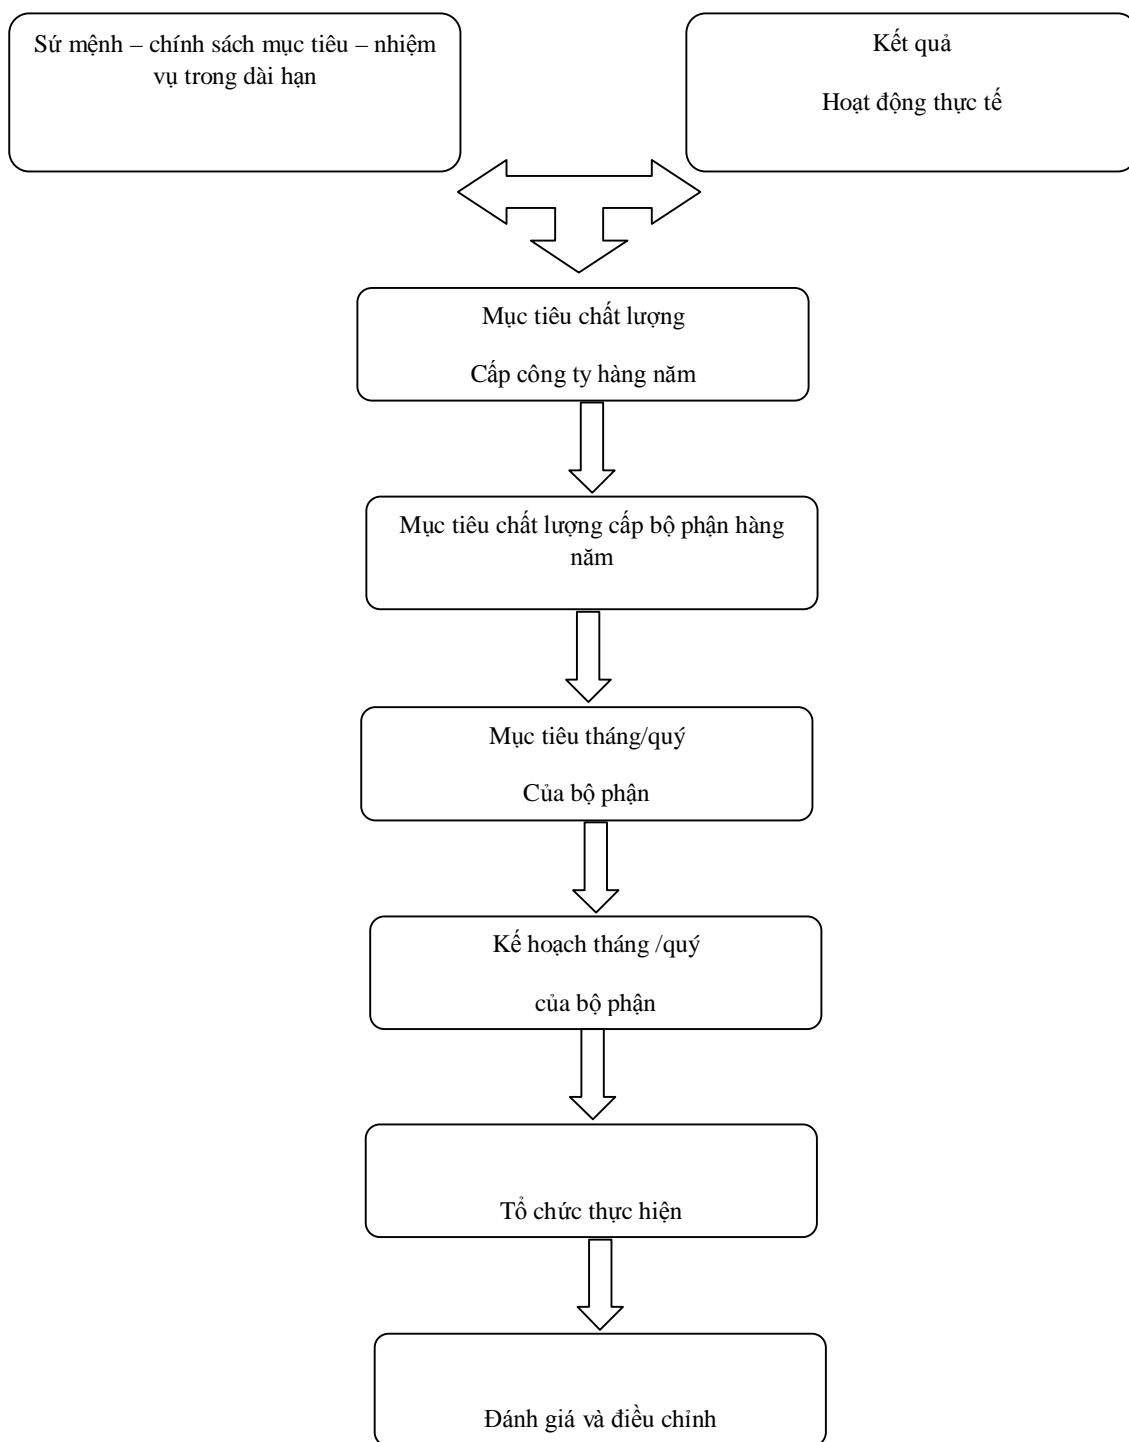 Sứ mệnh – chính sách mục tiêu – nhiệm
vụ trong dài hạn
Kết quả
Hoạt động thực tế
Mục tiêu chất lượng
Cấp công ty hàng năm
Mục tiêu chất lượng cấp bộ phận hàng
năm
Mục tiêu tháng/quý
Của bộ phận
Kế hoạch tháng /quý
của bộ phận
Tổ chức thực hiện
Đánh giá và điều chỉnh